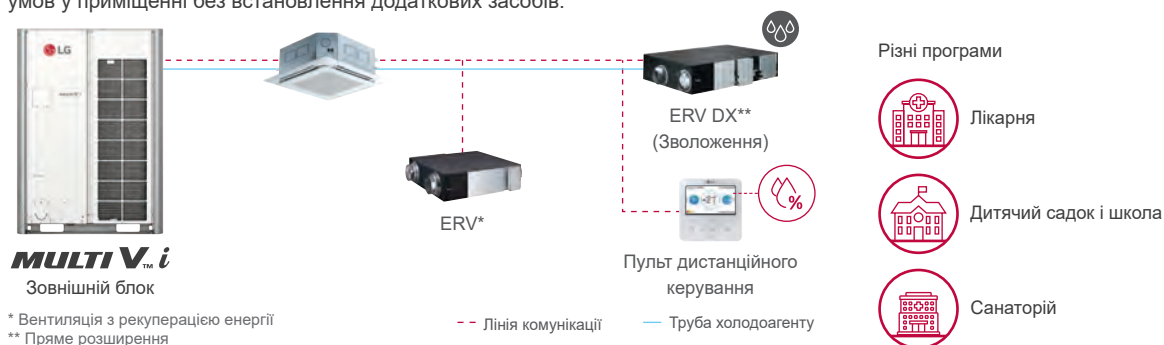 умов у приміщенні без встановлення додаткових засобів.
LG
MULTI V™ i
Зовнішній блок
ERV*
ERV DX**
(Зволоження)
%
Пульт дистанційного
керування
* Вентиляція з рекуперацією енергії
** Пряме розширення
Лінія комунікації
Труба холодоагенту
Різні програми
Лікарня
Дитячий садок і школа
Санаторій